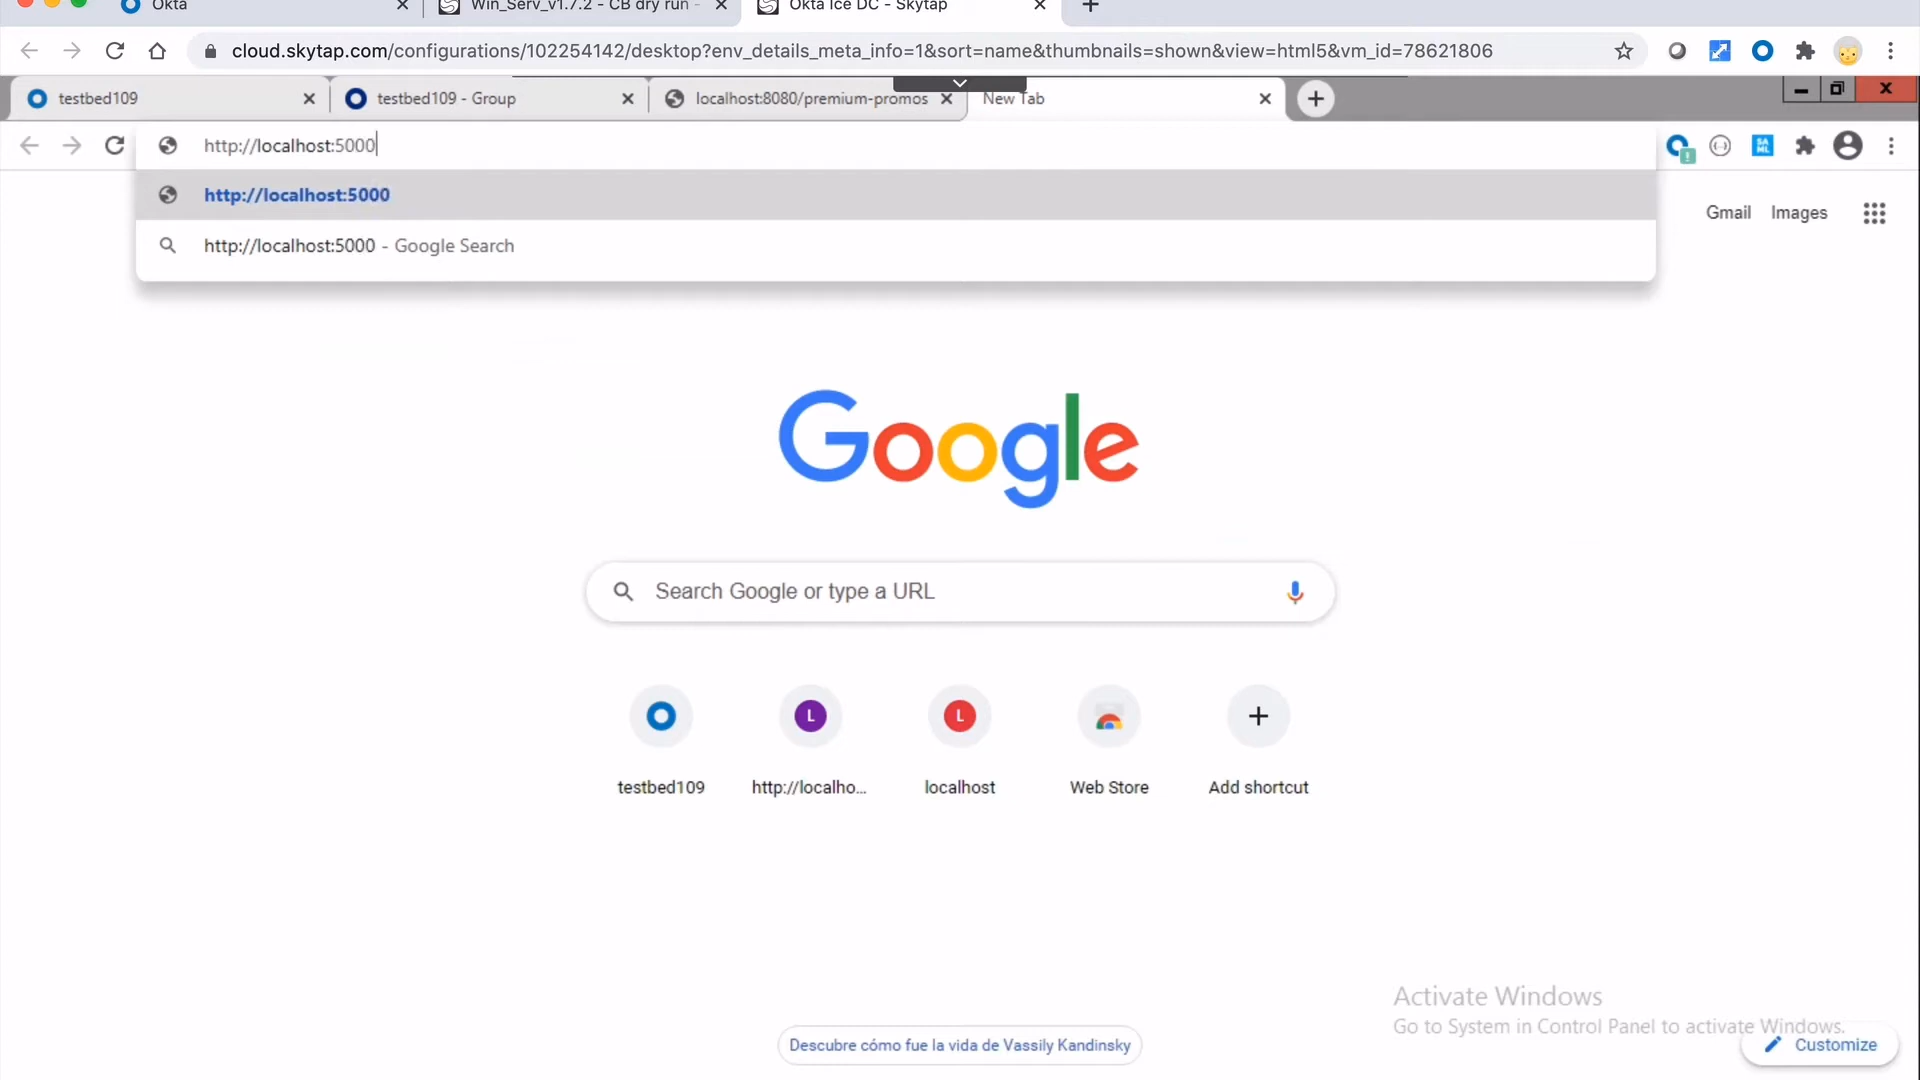 Okta
Win_Serv_v1.7.2 - CB dry run -
Okta Ice DC - Skytap
cloud.skytap.com/configurations/102254142/desktop?env_details_meta_info=1&sort=name&thumbnails=shown&view=html5&vm_id=78621806
testbed109
testbed109 - Group
localhost:8080/premium-promos
New Tab
http://localhost:5000
SA
ML
http://localhost:5000
http://localhost:5000 - Google Search
Gmail
Images
Google
Search Google or type a URL
L
L
testbed109
http://localho...
localhost
Web Store
Add shortcut
Activate Windows
Go to System in Control Panel to activate Windows.
Descubre cómo fue la vida de Vassily Kandinsky
Customize